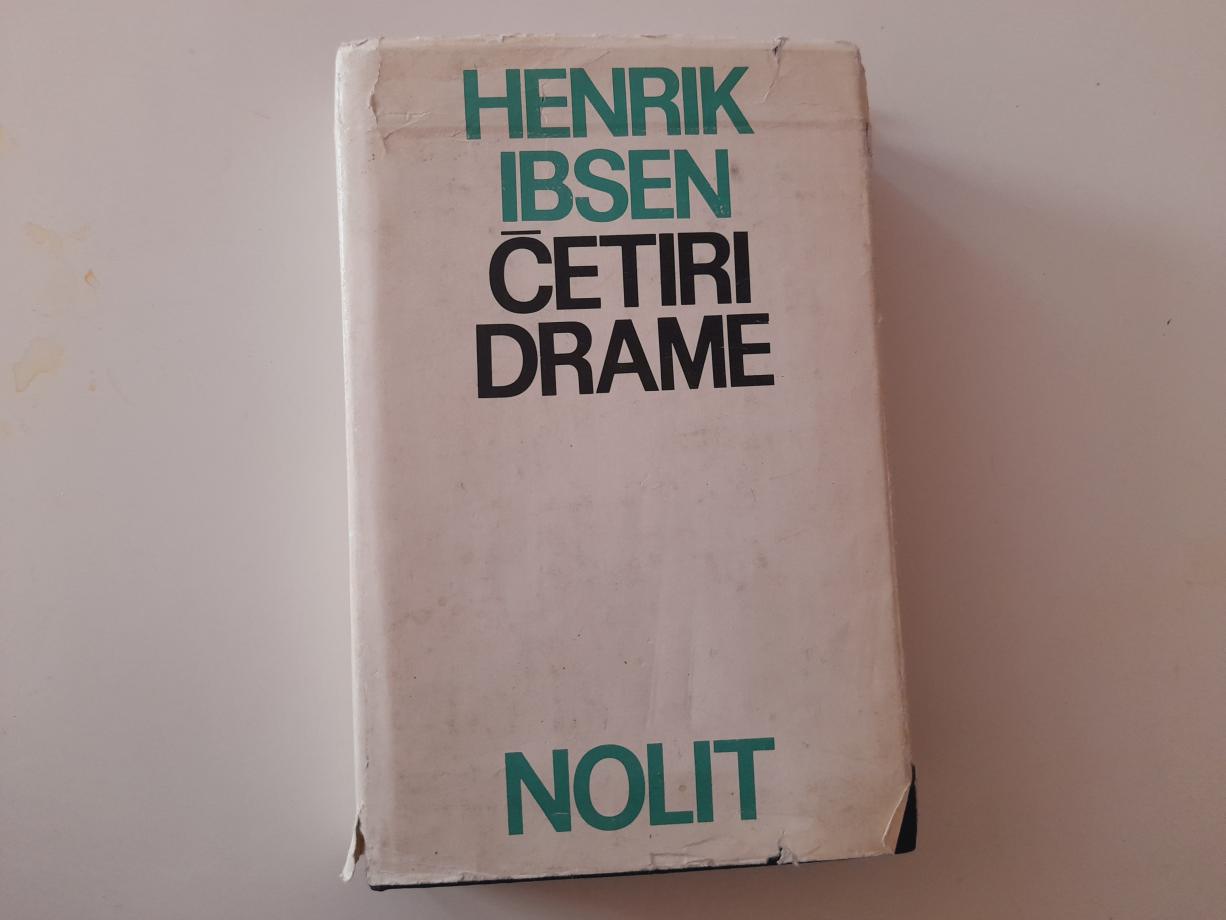 HENRIK
IBSEN
ČETIRI
DRAME
NOLIT